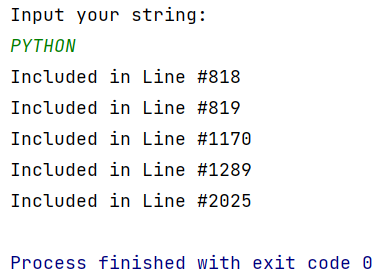 Input your string:
PYTHON
Included in Line #818
Included in Line #819
Included in Line #1170
Included in Line #1289
Included in Line #2025
Process finished with exit code 0